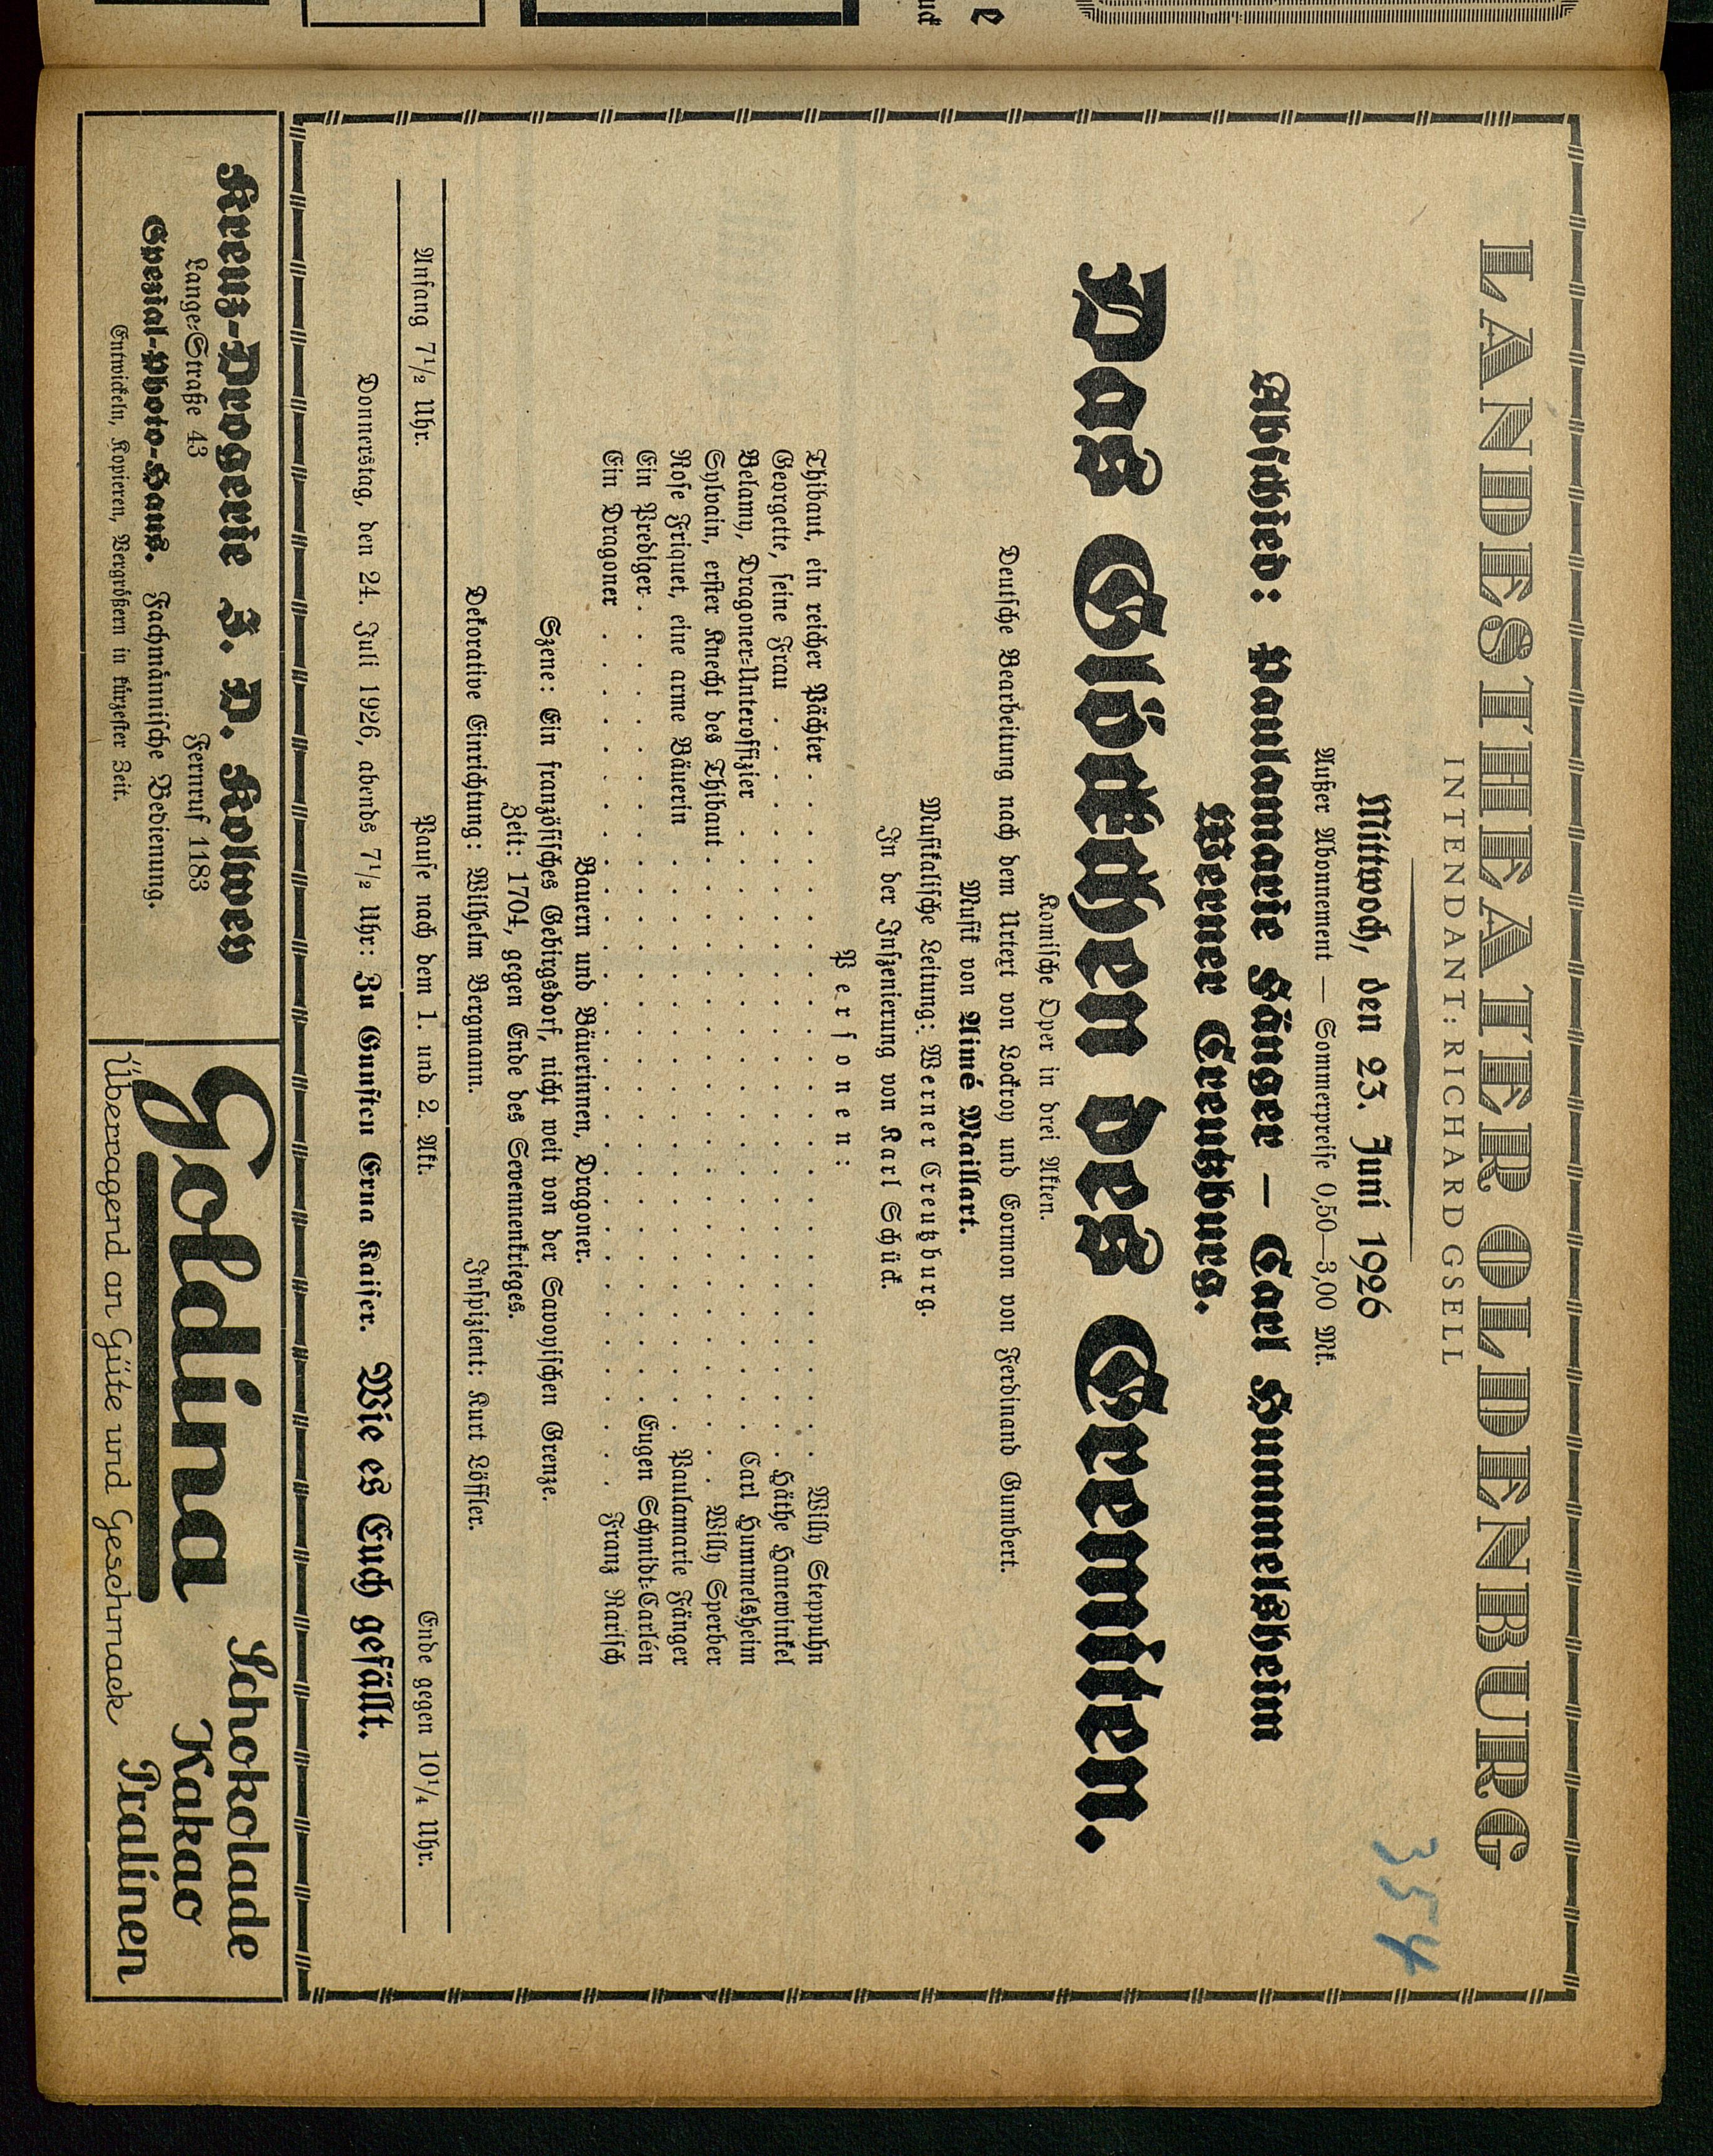 LANDESTHEATER OLDENBURG
INTENDANT: RICHARD GSELL
354
Mittwoch, den 23. Juni 1926
Außer Abonnement — Sommerpreise 0,50—3,00 Mk.
Abschied: Paulamarie Fänger — Carl Hummelsheim
Werner Creutzburg.
Das Glöckchen des Eremiten.
Komische Oper in drei Akten.
Deutsche Bearbeitung nach dem Urtext von Lockroy und Cormon von Ferdinand Gumbert.
Musik von Aimé Maillart.
Musikalische Leitung: Werner Creutzburg.
In der Inszenierung von Karl Schück.
Personen:
Thibaut, ein reicher Pächter . . . . Willy Steppuhn
Georgette, seine Frau . . . . Häthe Hanewinkel
Belamy, Dragoner-Unteroffizier . . . . Carl Hummelsheim
Sylvain, erster Knecht des Thibaut . . . . Willy Sperber
Rose Friquet, eine arme Bäuerin . . . . Paulamarie Fänger
Ein Prediger . . . . Eugen Schmidt-Carlén
Ein Dragoner . . . . Franz Rarisch
Bauern und Bäuerinnen, Dragoner.
Szene: Ein französisches Gebirgsdorf, nicht weit von der Savoyischen Grenze.
Zeit: 1704, gegen Ende des Sevennenkrieges.
Dekorative Einrichtung: Wilhelm Bergmann. Inspizient: Kurt Löffler.
Anfang 7½ Uhr. Pause nach dem 1. und 2. Akt. Ende gegen 10¼ Uhr.
Donnerstag, den 24. Juli 1926, abends 7½ Uhr: Zu Gunsten Erna Kaiser. Wie es Euch gefällt.
Kreuz-Drogerie J. D. Kolwey
Lange-Straße 43 Fernruf 1183
Spezial-Photo-Haus. Fachmännische Bedienung.
Entwickeln, Kopieren, Vergrößern in kürzester Zeit.
Goldina
Schokolade
Kakao
Pralinen
Überragend an Güte und Geschmack